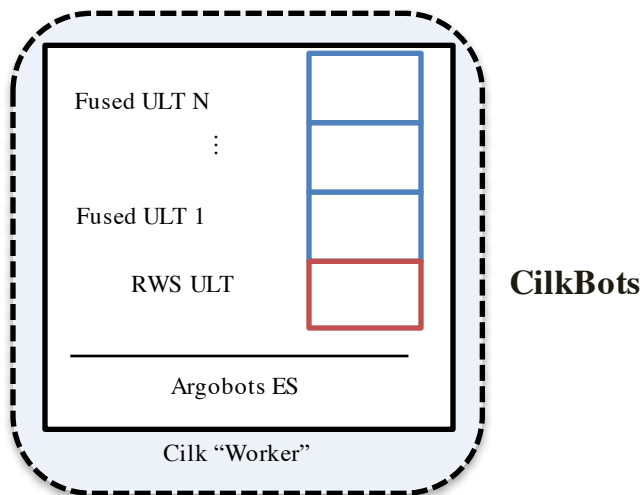 Fused ULT N
⋮
Fused ULT 1
RWS ULT
CilkBots
Argobots ES
Cilk “Worker”